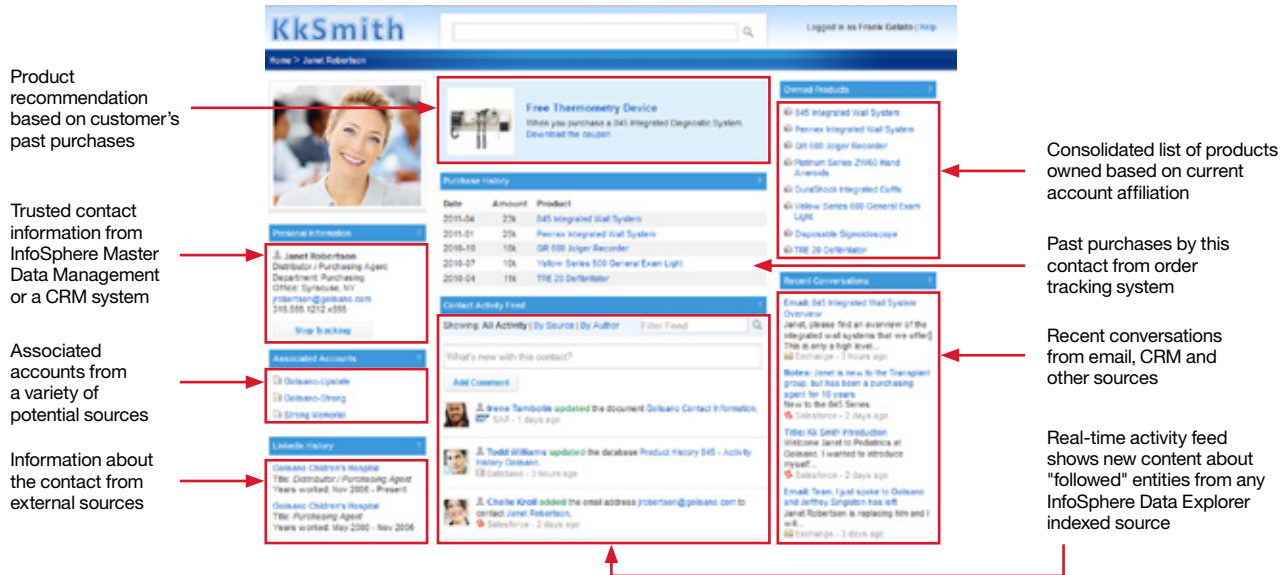 KkSmith
Logged in as Frank Gelato | Help
Home > Janet Robertson
Product
recommendation
based on customer's
past purchases
Trusted contact
information from
InfoSphere Master
Data Management
or a CRM system
Associated
accounts from
a variety of
potential sources
Information about
the contact from
external sources
Personal Information ?
Janet Robertson
Distributor / Purchasing Agent
Department: Purchasing
Office: Syracuse, NY
jrobertson@golisano.com
315.555.1212 x555
Stop Tracking
Associated Accounts ?
Golisano-Upstate
Golisano-Strong
Strong Memorial
LinkedIn History ?
Golisano Children's Hospital
Title: Distributor / Purchasing Agent
Years worked: Nov 2006 - Present
Golisano Children's Hospital
Title: Purchasing Agent
Years worked: May 2000 - Nov 2006
Free Thermometry Device
When you purchase a 845 Integrated Diagnostic System.
Download the coupon
Purchase History ?
Date Amount Product
2011-04 23k 845 Integrated Wall System
2011-01 25k Pennex Integrated Wall System
2010-10 18k QR 600 Jolger Recorder
2010-07 10k Yellow Series 500 General Exam Light
2010-04 11k TRE 20 Defibrillator
Contact Activity Feed ?
Showing: All Activity | By Source | By Author Filter Feed
What's new with this contact?
Add Comment
Irene Tambolim updated the document Golisano Contact Information.
SAP - 1 days ago
Todd Williams updated the database Product History 845 - Activity
History Golisano.
Database - 3 hours ago
Chelle Kroll added the email address jrobertson@golisano.com to
contact Janet Robertson.
Salesforce - 2 days ago
Owned Products ?
845 Integrated Wall System
Pennex Integrated Wall System
QR 600 Jolger Recorder
Platinum Series ZW60 Hand
Aneroids
DuraShock Integrated Cuffs
Yellow Series 600 General Exam
Light
Disposable Sigmoidoscope
TRE 20 Defibrillator
Recent Conversations ?
Email: 845 Integrated Wall System
Overview
Janet, please find an overview of the
integrated wall systems that we offer
This is only a high level...
Exchange - 3 hours ago
Notes: Janet is new to the Transplant
group, but has been a purchasing
agent for 10 years
New to the 845 Series.
Salesforce - 2 days ago
Title: Kk Smith Introduction
Welcome Janet to Pediatrics at
Golisano. I wanted to introduce
myself...
Salesforce - 2 days ago
Email: Team, I just spoke to Golisano
and Jeffrey Singleton has left
Janet Robertson is replacing him and I
will...
Exchange - 3 days ago
Consolidated list of products
owned based on current
account affiliation
Past purchases by this
contact from order
tracking system
Recent conversations
from email, CRM and
other sources
Real-time activity feed
shows new content about
"followed" entities from any
InfoSphere Data Explorer
indexed source